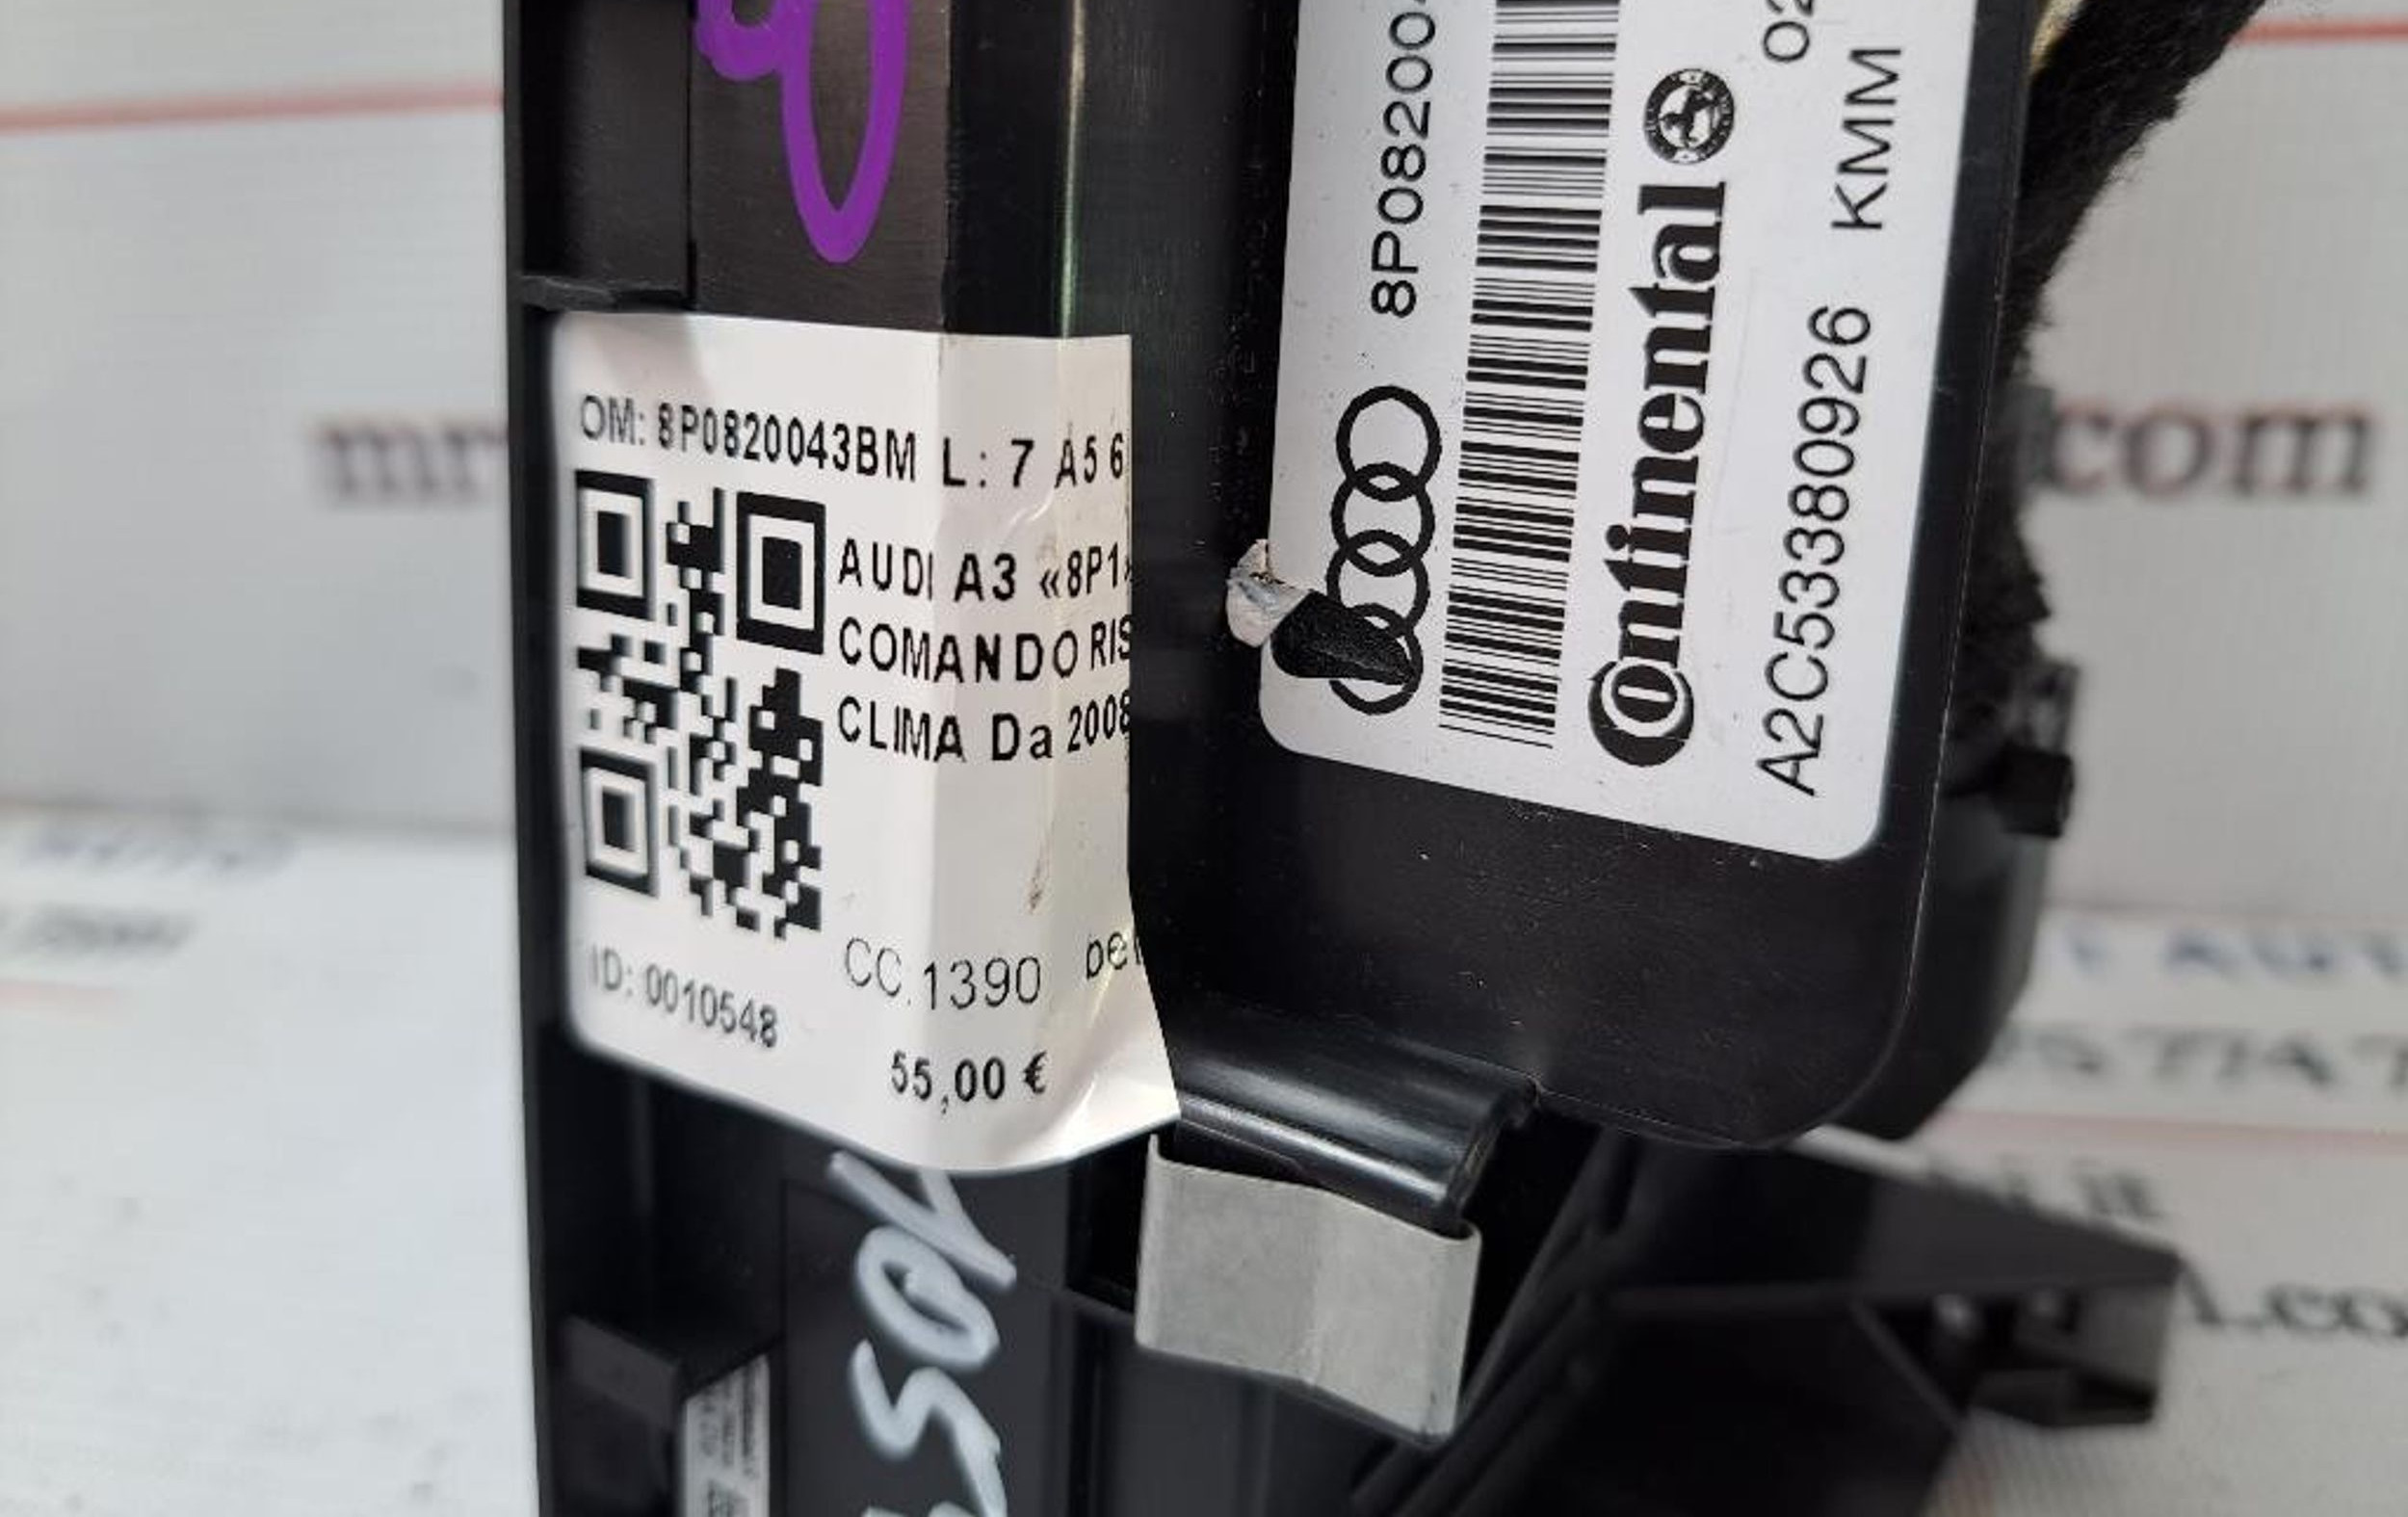 OM: 8P0820043BM L: 7 A5 6
AUDI A3 «8P1»
COMANDO RIS
CLIMA Da 2008
CC.1390
ID: 0010548
55,00 €
8P082004
Continental
A2C53380926 KMM
com